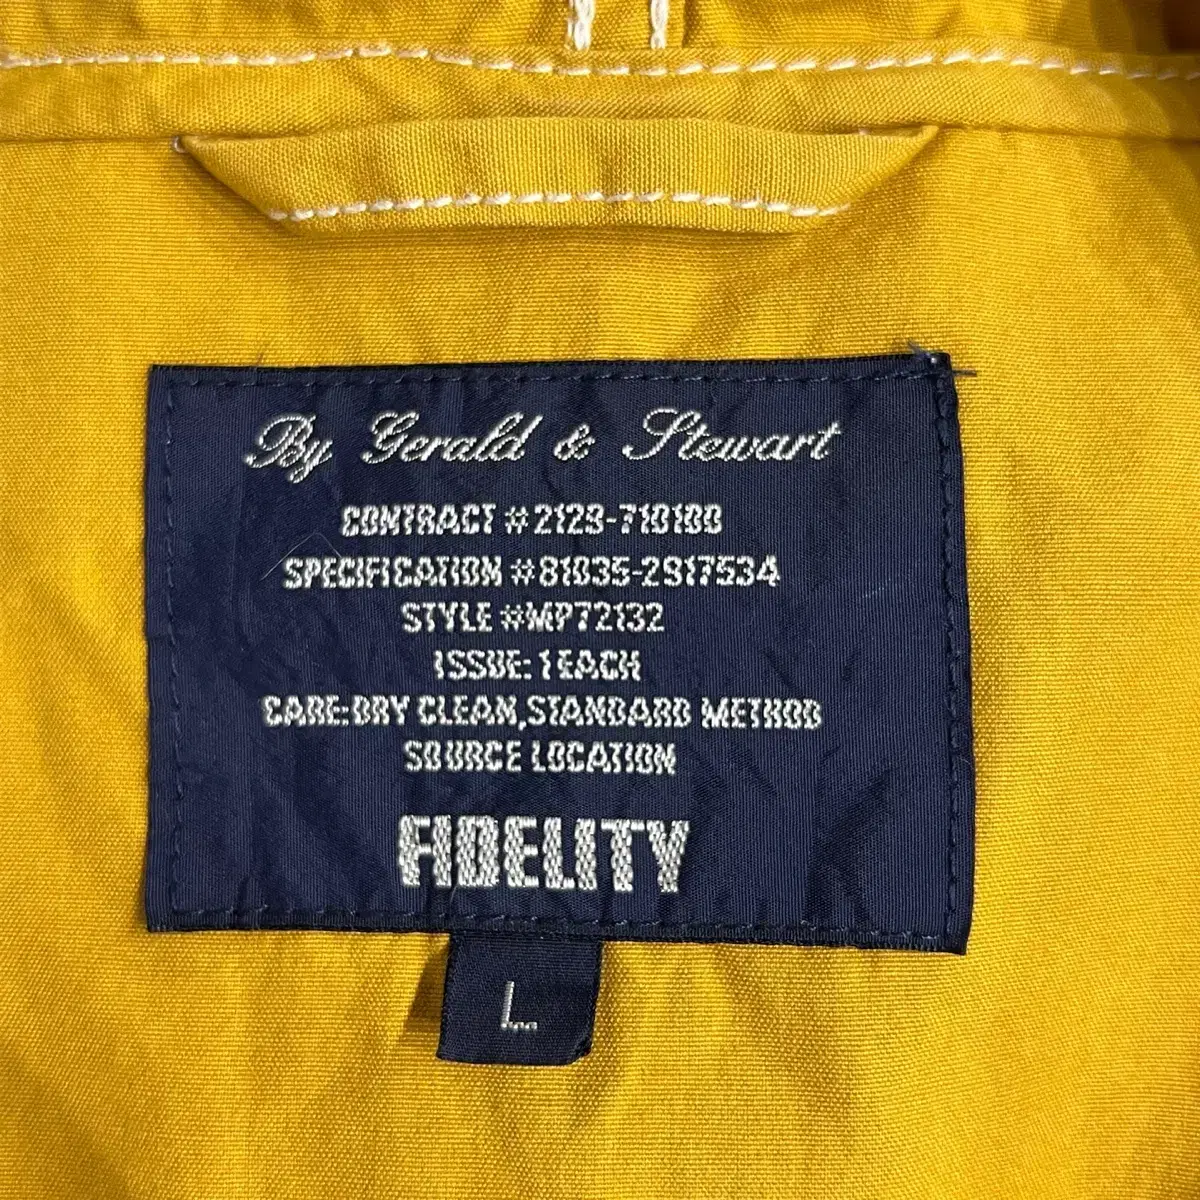 By Gerald & Stewart
CONTRACT #2129-710100
SPECIFICATION #81035-2917534
STYLE #MP72132
ISSUE: 1 EACH
CARE: DRY CLEAN, STANDARD METHOD
SOURCE LOCATION
FIDELITY
L